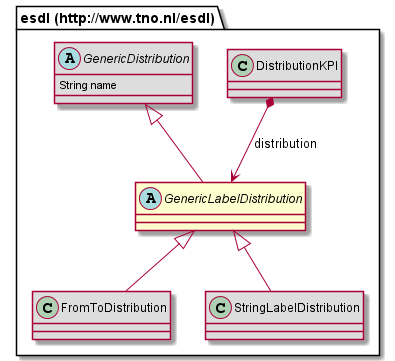 esdl (http://www.tno.nl/esdl)
A GenericDistribution
String name
C DistributionKPI
distribution
A GenericLabelDistribution
C FromToDistribution
C StringLabelDistribution